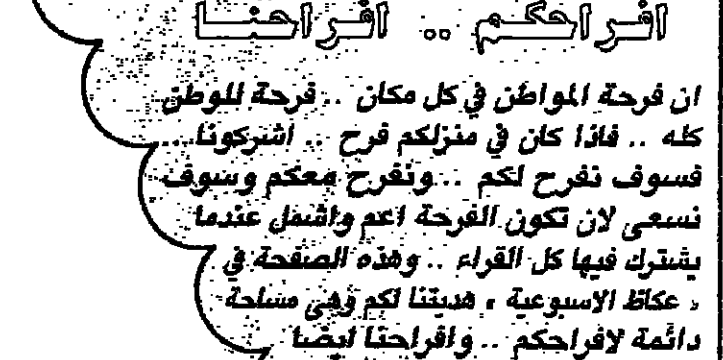 افراحكم .. افراحنا
ان فرحة المواطن في كل مكان .. فرحة للوطن
كله .. فاذا كان في منزلكم فرح .. اشركونا...
فسوف نفرح لكم ... ونفرح معكم وسوف
نسعى لان تكون الفرحة اعم واشمل عندما
يشترك فيها كل القراء .. وهذه الصفحة في
« عكاظ الاسبوعية » هديتنا لكم وهى مساحة
دائمة لافراحكم .. وافراحنا ايضا